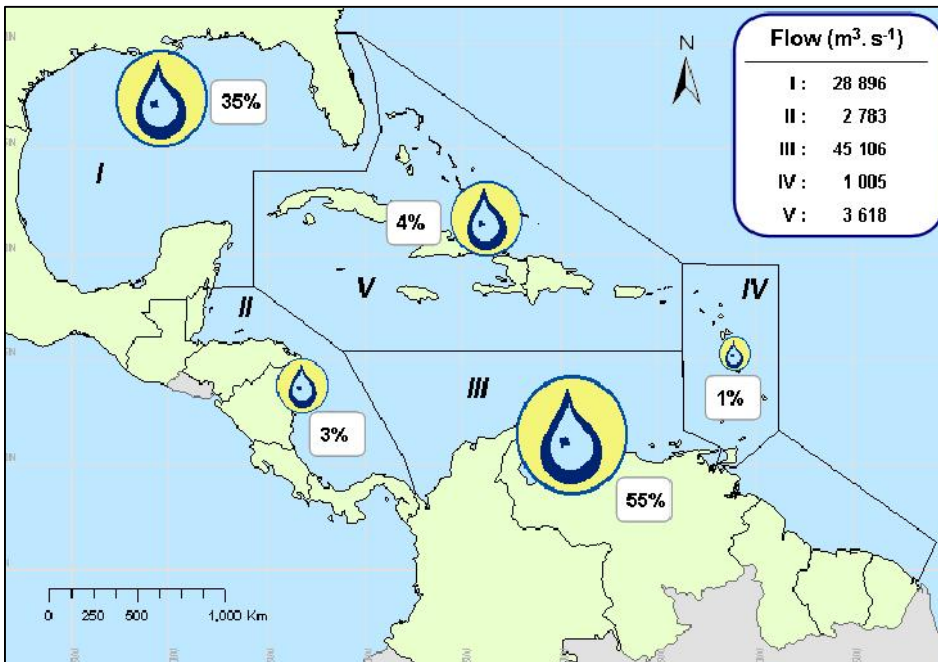 Flow (m³. s⁻¹)
I : 28 896
II : 2 783
III : 45 106
IV : 1 005
V : 3 618
N
35%
I
4%
V
IV
II
III
1%
3%
55%
0 250 500 1,000 Km